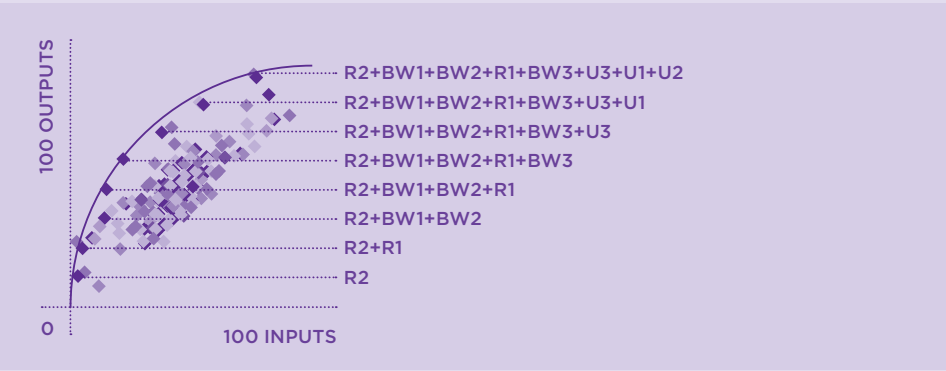 100 OUTPUTS
R2+BW1+BW2+R1+BW3+U3+U1+U2
R2+BW1+BW2+R1+BW3+U3+U1
R2+BW1+BW2+R1+BW3+U3
R2+BW1+BW2+R1+BW3
R2+BW1+BW2+R1
R2+BW1+BW2
R2+R1
R2
0
100 INPUTS